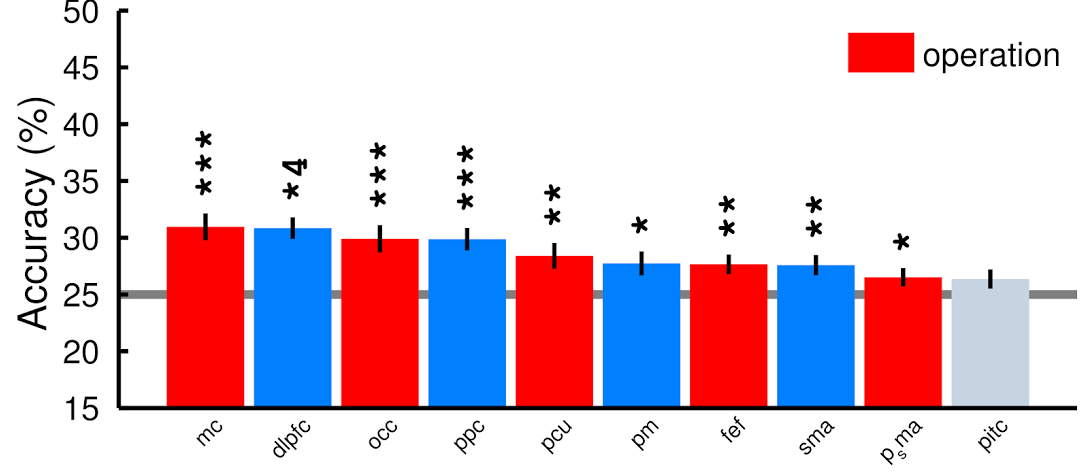 50
45
40
35
30
25
20
15
Accuracy (%)
operation
***
*4
***
***
**
*
**
**
*
mc
dlpfc
occ
ppc
pcu
pm
fef
sma
psma
pitc